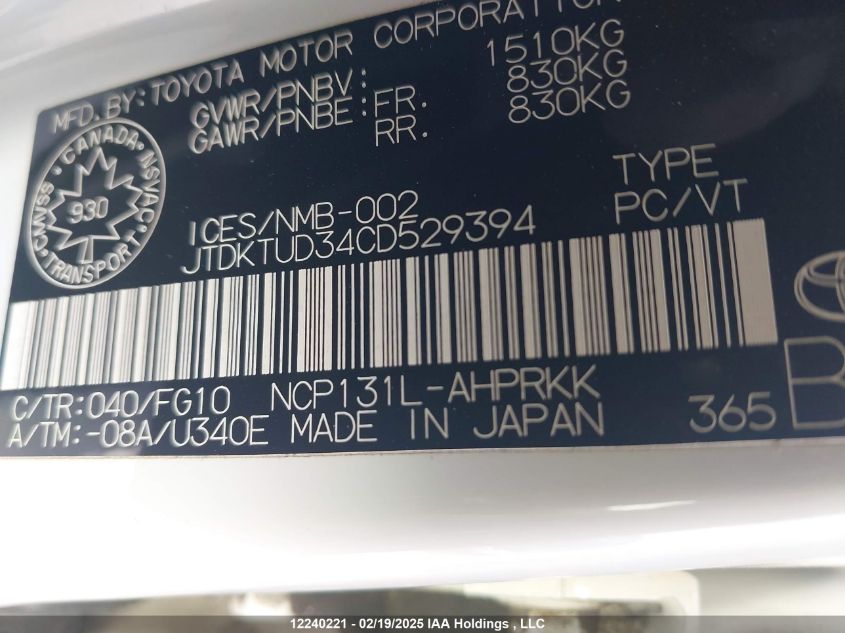 MFD. BY: TOYOTA MOTOR CORPORATION
GVWR/PNBV: 1510KG
GAWR/PNBE: FR. 830KG
RR. 830KG
CANADA
CMVSS NSVAC
930
TRANSPORT
ICES/NMB-002
TYPE
JTDKTUD34CD529394
PC/VT
C/TR: 040/FG10 NCP131L-AHPRKK
A/TM: -08A/U340E MADE IN JAPAN
365
B
12240221 - 02/19/2025 IAA Holdings , LLC